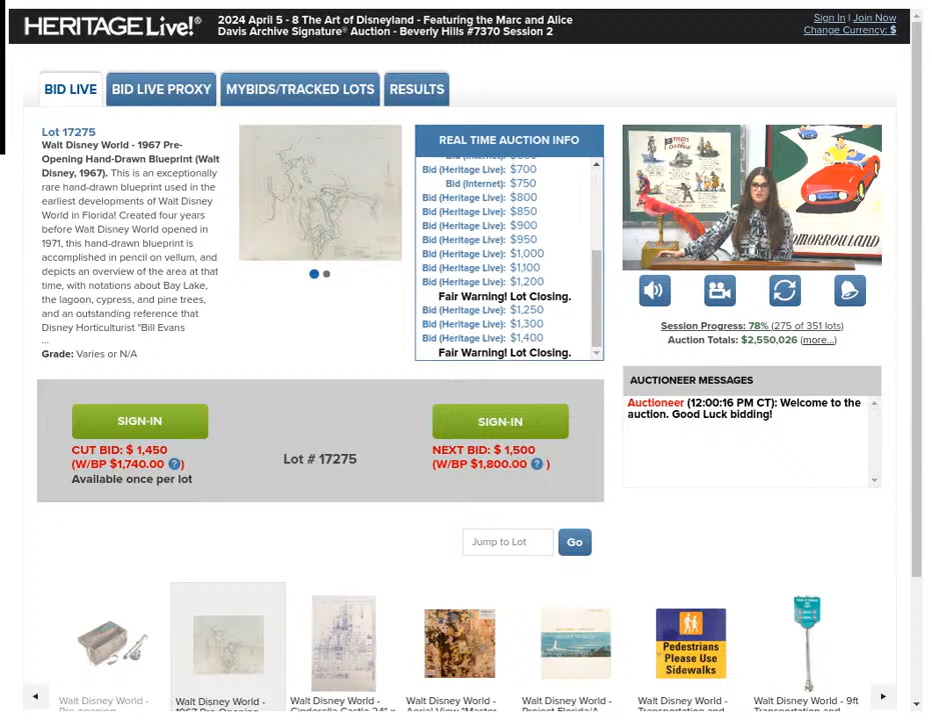 HERITAGE Live!®
2024 April 5 - 8 The Art of Disneyland - Featuring the Marc and Alice
Davis Archive Signature® Auction - Beverly Hills #7370 Session 2
Sign In | Join Now
Change Currency: $
BID LIVE
BID LIVE PROXY
MYBIDS/TRACKED LOTS
RESULTS
Lot 17275
Walt Disney World - 1967 Pre-
Opening Hand-Drawn Blueprint (Walt
Disney, 1967). This is an exceptionally
rare hand-drawn blueprint used in the
earliest developments of Walt Disney
World in Florida! Created four years
before Walt Disney World opened in
1971, this hand-drawn blueprint is
accomplished in pencil on vellum, and
depicts an overview of the area at that
time, with notations about Bay Lake,
the lagoon, cypress, and pine trees,
and an outstanding reference that
Disney Horticulturist "Bill Evans
...
Grade: Varies or N/A
REAL TIME AUCTION INFO
Bid (Heritage Live): $700
Bid (Internet): $750
Bid (Heritage Live): $800
Bid (Heritage Live): $850
Bid (Heritage Live): $900
Bid (Heritage Live): $950
Bid (Heritage Live): $1,000
Bid (Heritage Live): $1,100
Bid (Heritage Live): $1,200
Fair Warning! Lot Closing.
Bid (Heritage Live): $1,250
Bid (Heritage Live): $1,300
Bid (Heritage Live): $1,400
Fair Warning! Lot Closing.
Session Progress: 78% (275 of 351 lots)
Auction Totals: $2,550,026 (more...)
AUCTIONEER MESSAGES
Auctioneer (12:00:16 PM CT): Welcome to the
auction. Good Luck bidding!
SIGN-IN
CUT BID: $ 1,450
(W/BP $1,740.00 ?)
Available once per lot
Lot # 17275
SIGN-IN
NEXT BID: $ 1,500
(W/BP $1,800.00 ? )
Jump to Lot
Go
Pedestrians
Please Use
Sidewalks
Walt Disney World -
Walt Disney World -
Walt Disney World -
Walt Disney World -
Walt Disney World -
Walt Disney World -
Walt Disney World - 9ft